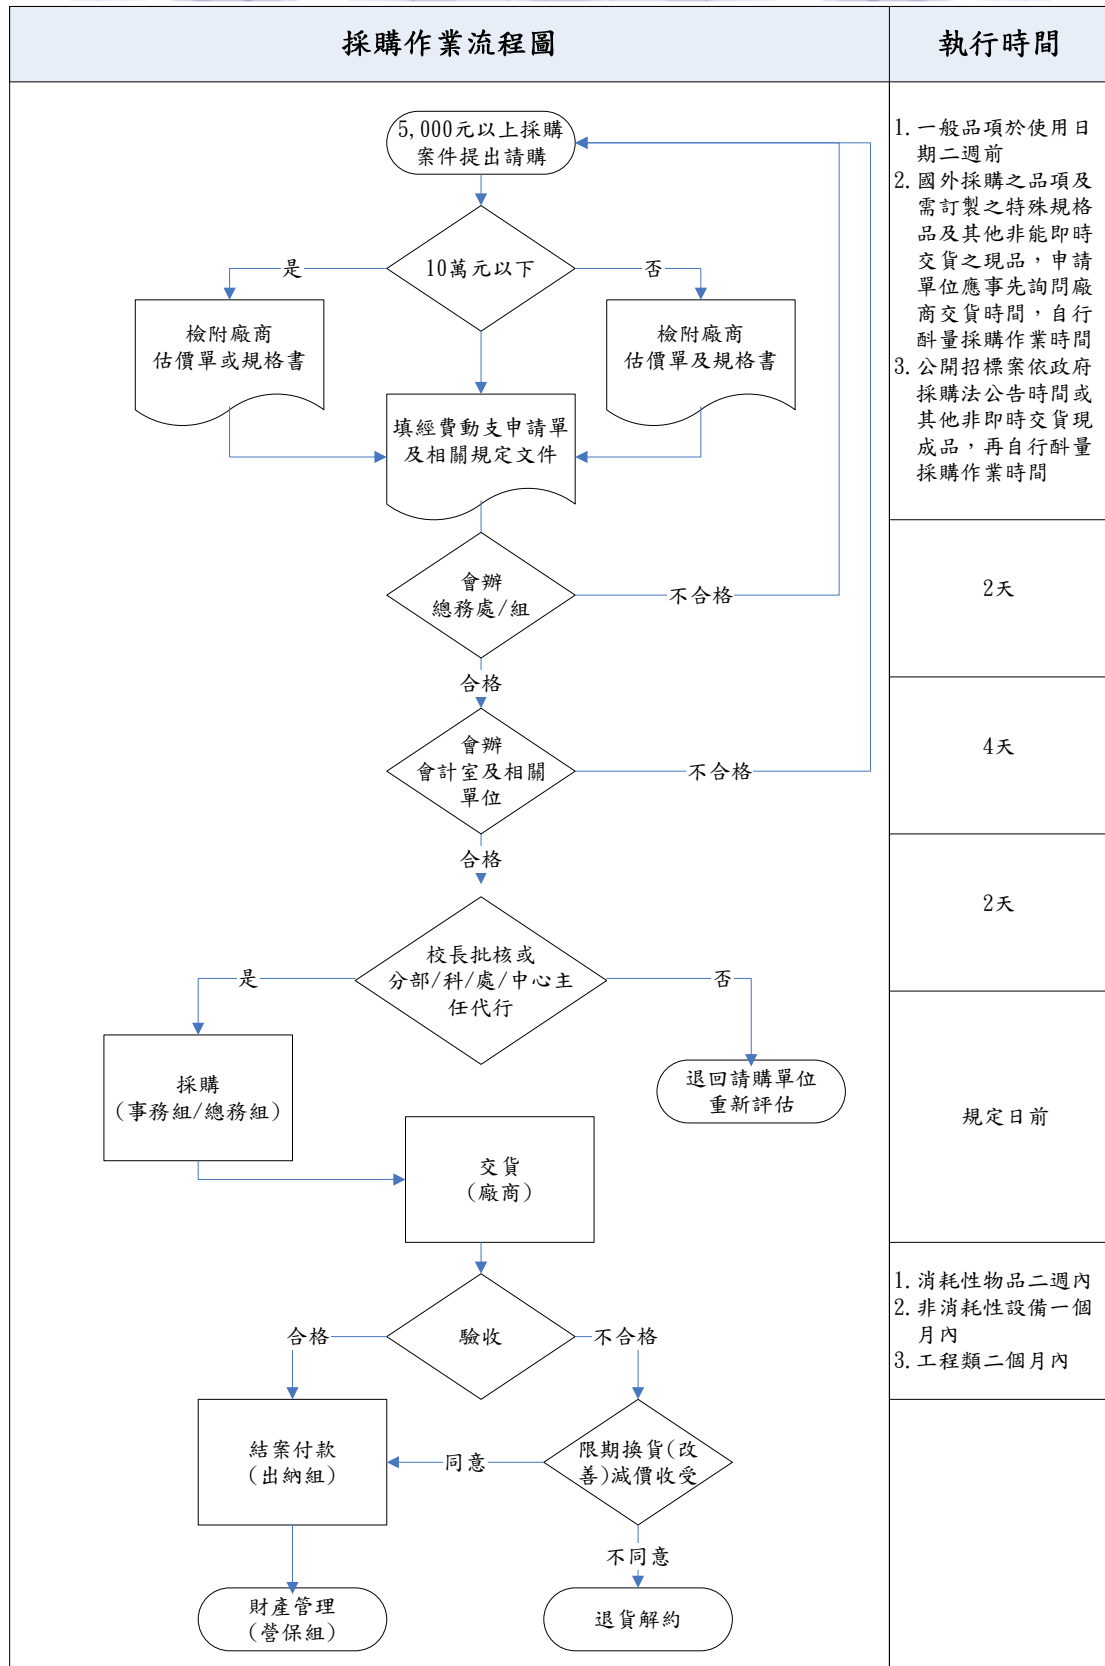 採購作業流程圖
執行時間
5,000元以上採購
案件提出請購
10萬元以下
是
否
檢附廠商
估價單或規格書
檢附廠商
估價單及規格書
填經費動支申請單
及相關規定文件
會辦
總務處/組
不合格
合格
會辦
會計室及相關
單位
不合格
合格
校長批核或
分部/科/處/中心主
任代行
是
否
採購
(事務組/總務組)
退回請購單位
重新評估
交貨
(廠商)
驗收
合格
不合格
結案付款
(出納組)
同意
限期換貨(改
善)減價收受
不同意
財產管理
(營保組)
退貨解約
1.一般品項於使用日
期二週前
2.國外採購之品項及
需訂製之特殊規格
品及其他非能即時
交貨之現品，申請
單位應事先詢問廠
商交貨時間，自行
酙量採購作業時間
3.公開招標案依政府
採購法公告時間或
其他非即時交貨現
成品，再自行酙量
採購作業時間
2天
4天
2天
規定日前
1.消耗性物品二週內
2.非消耗性設備一個
月內
3.工程類二個月內